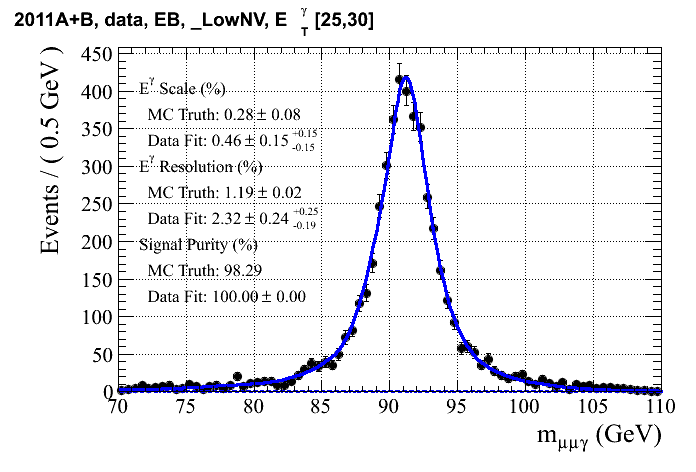 2011A+B, data, EB, _LowNV, E_T^γ [25,30]
Events / ( 0.5 GeV )
450
400
350
300
250
200
150
100
50
0
E^γ Scale (%)
MC Truth: 0.28 ± 0.08
Data Fit: 0.46 ± 0.15 +0.15 -0.15
E^γ Resolution (%)
MC Truth: 1.19 ± 0.02
Data Fit: 2.32 ± 0.24 +0.25 -0.19
Signal Purity (%)
MC Truth: 98.29
Data Fit: 100.00 ± 0.00
70 75 80 85 90 95 100 105 110
m_μμγ (GeV)